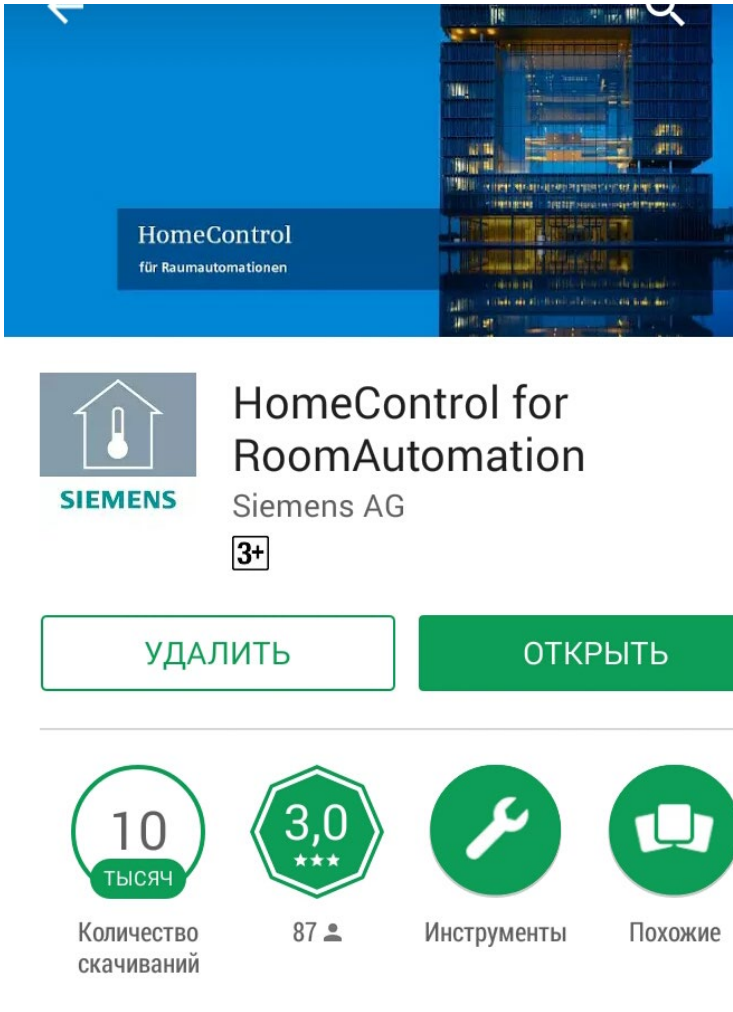 HomeControl
für Raumautomationen
SIEMENS
HomeControl for
RoomAutomation
Siemens AG
3+
УДАЛИТЬ
ОТКРЫТЬ
10
ТЫСЯЧ
Количество
скачиваний
3,0
87
Инструменты
Похожие